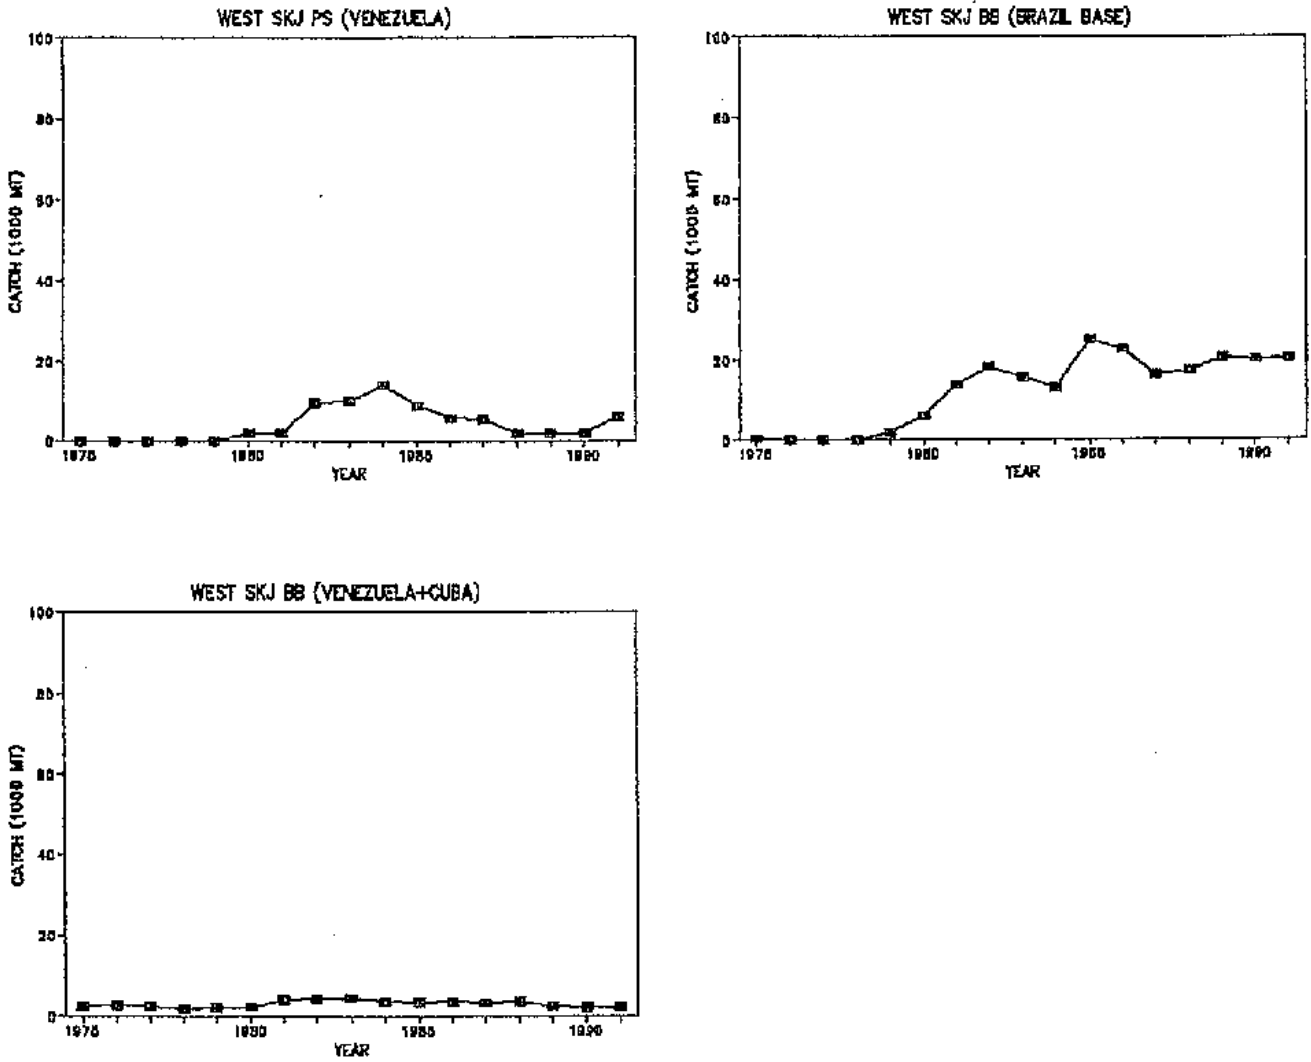 WEST SKJ PS (VENEZUELA)
100
80
60
40
20
0
CATCH (1000 MT)
1975 1980 1985 1990
YEAR
WEST SKJ BB (BRAZIL BASE)
100
80
60
40
20
0
CATCH (1000 MT)
1975 1980 1985 1990
YEAR
WEST SKJ BB (VENEZUELA+CUBA)
100
80
60
40
20
0
CATCH (1000 MT)
1975 1980 1985 1990
YEAR